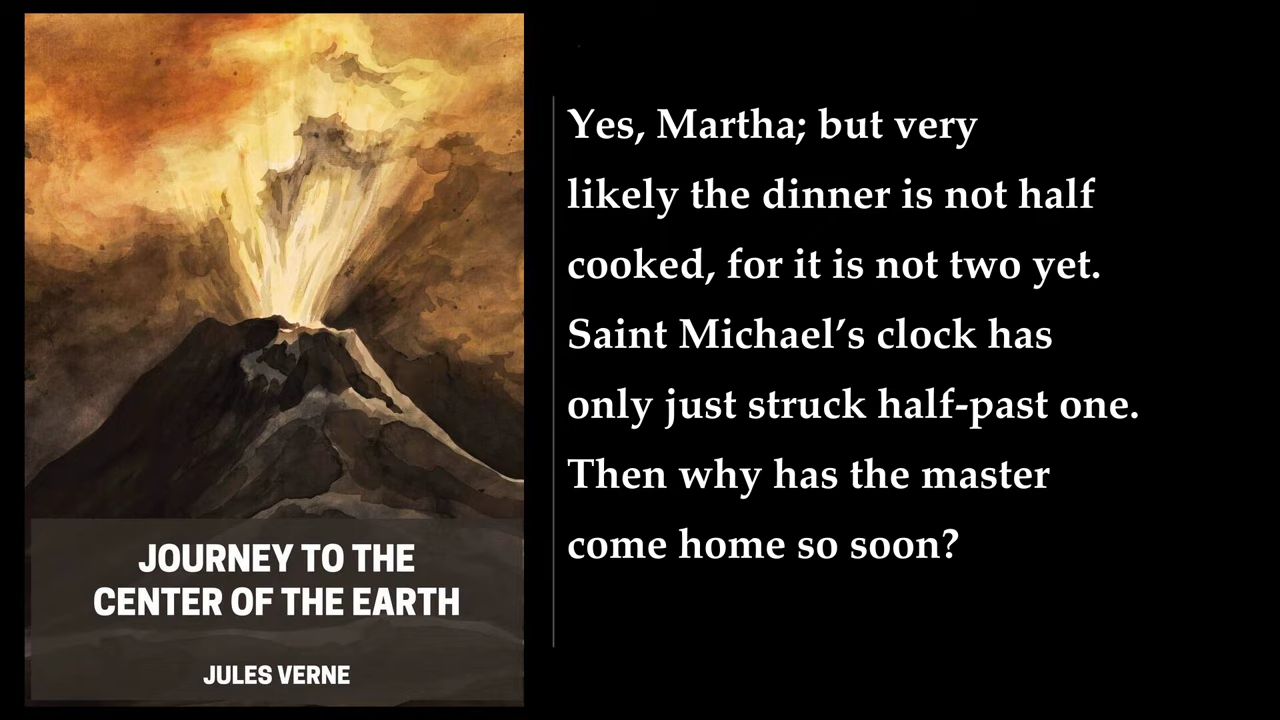 JOURNEY TO THE
CENTER OF THE EARTH
JULES VERNE
Yes, Martha; but very
likely the dinner is not half
cooked, for it is not two yet.
Saint Michael’s clock has
only just struck half-past one.
Then why has the master
come home so soon?